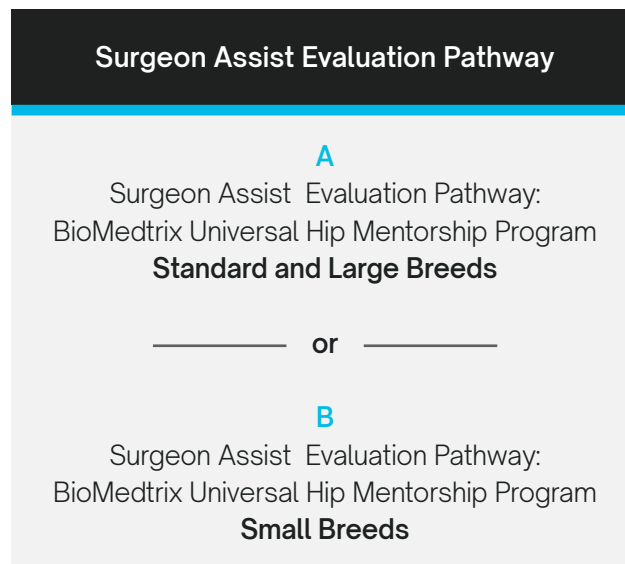 Surgeon Assist Evaluation Pathway
A
Surgeon Assist Evaluation Pathway:
BioMedtrix Universal Hip Mentorship Program
Standard and Large Breeds
or
B
Surgeon Assist Evaluation Pathway:
BioMedtrix Universal Hip Mentorship Program
Small Breeds